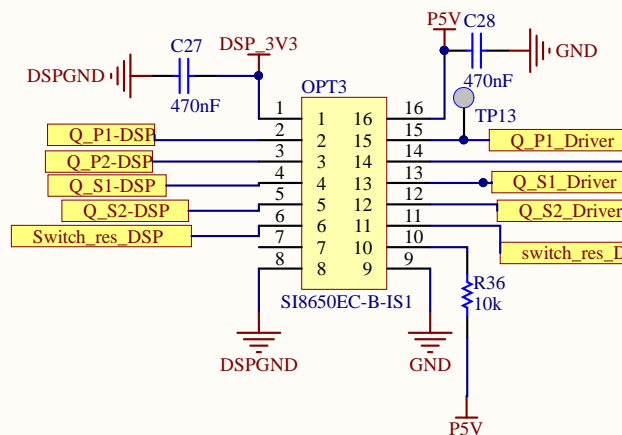 P5V
C28
GND
470nF
C27
DSP_3V3
DSPGND
470nF
OPT3
TP13
1 1 16 16
Q_P1-DSP 2 2 15 15 Q_P1_Driver
Q_P2-DSP 3 3 14 14
Q_S1-DSP 4 4 13 13 Q_S1_Driver
Q_S2-DSP 5 5 12 12 Q_S2_Driver
Switch_res_DSP 6 6 11 11 switch_res_D
7 7 10 10
8 8 9 9
R36
10k
SI8650EC-B-IS1
DSPGND
GND
P5V